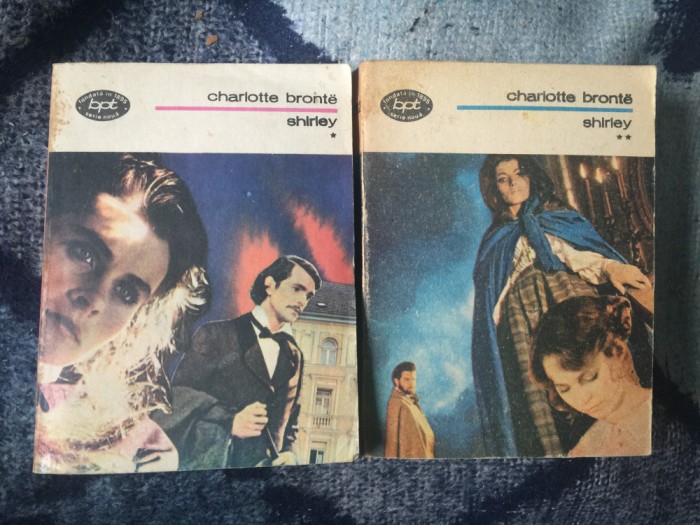 fondată în 1895
bpt
serie nouă
charlotte brontë
shirley
*
fondată în 1895
bpt
serie nouă
charlotte brontë
shirley
**